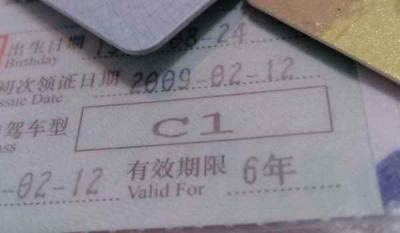 出生日期 08-24
Birthday
初次领证日期 2009-02-12
ssue Date
驾车型 C1
ass
-02-12 有效期限 6年
Valid For